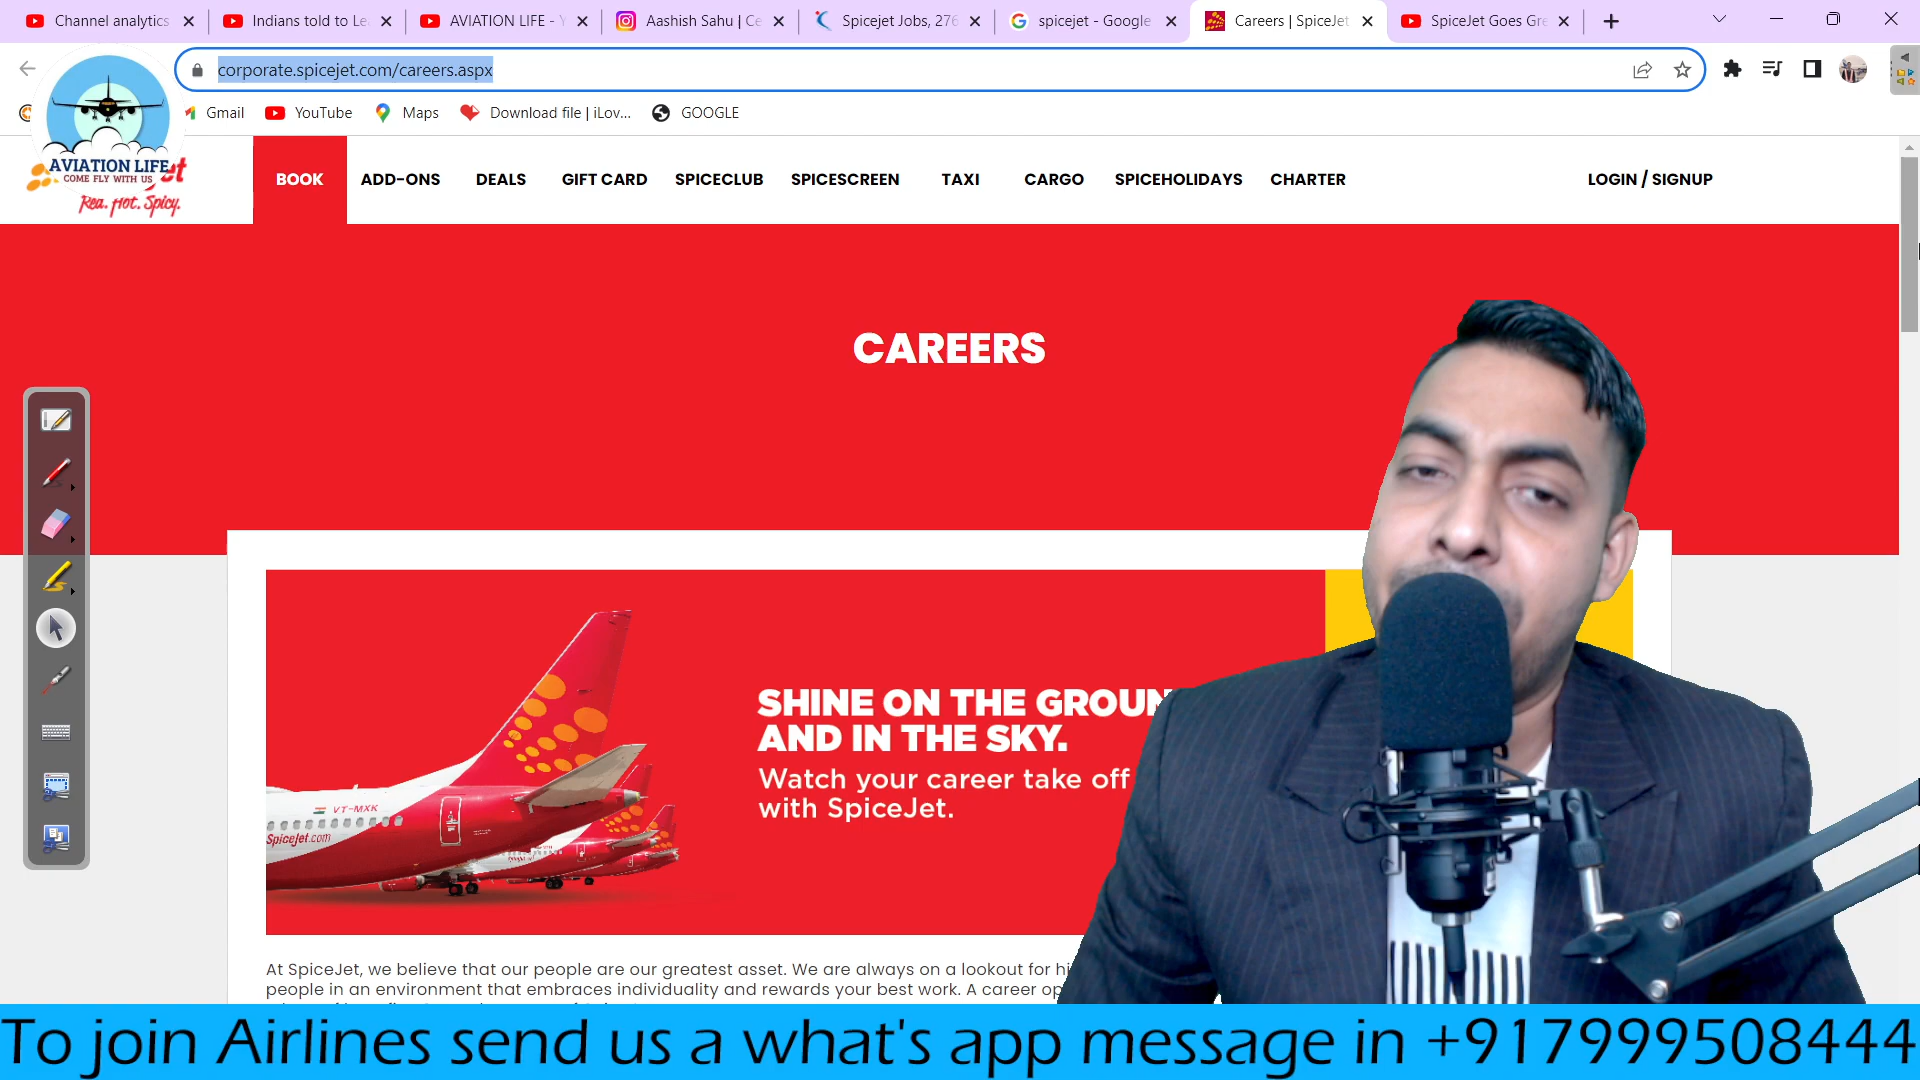 Channel analytics
Indians told to Le
AVIATION LIFE - Y
Aashish Sahu | Ce
Spicejet Jobs, 276
spicejet - Google
Careers | SpiceJet
SpiceJet Goes Gre
corporate.spicejet.com/careers.aspx
Gmail
YouTube
Maps
Download file | iLov...
GOOGLE
AVIATION LIFE
COME FLY WITH US
BOOK
ADD-ONS
DEALS
GIFT CARD
SPICECLUB
SPICESCREEN
TAXI
CARGO
SPICEHOLIDAYS
CHARTER
LOGIN / SIGNUP
CAREERS
SHINE ON THE GROUN
AND IN THE SKY.
Watch your career take off
with SpiceJet.
VT-MXK
SpiceJet.com
At SpiceJet, we believe that our people are our greatest asset. We are always on a lookout for hi
people in an environment that embraces individuality and rewards your best work. A career op
To join Airlines send us a what's app message in +917999508444